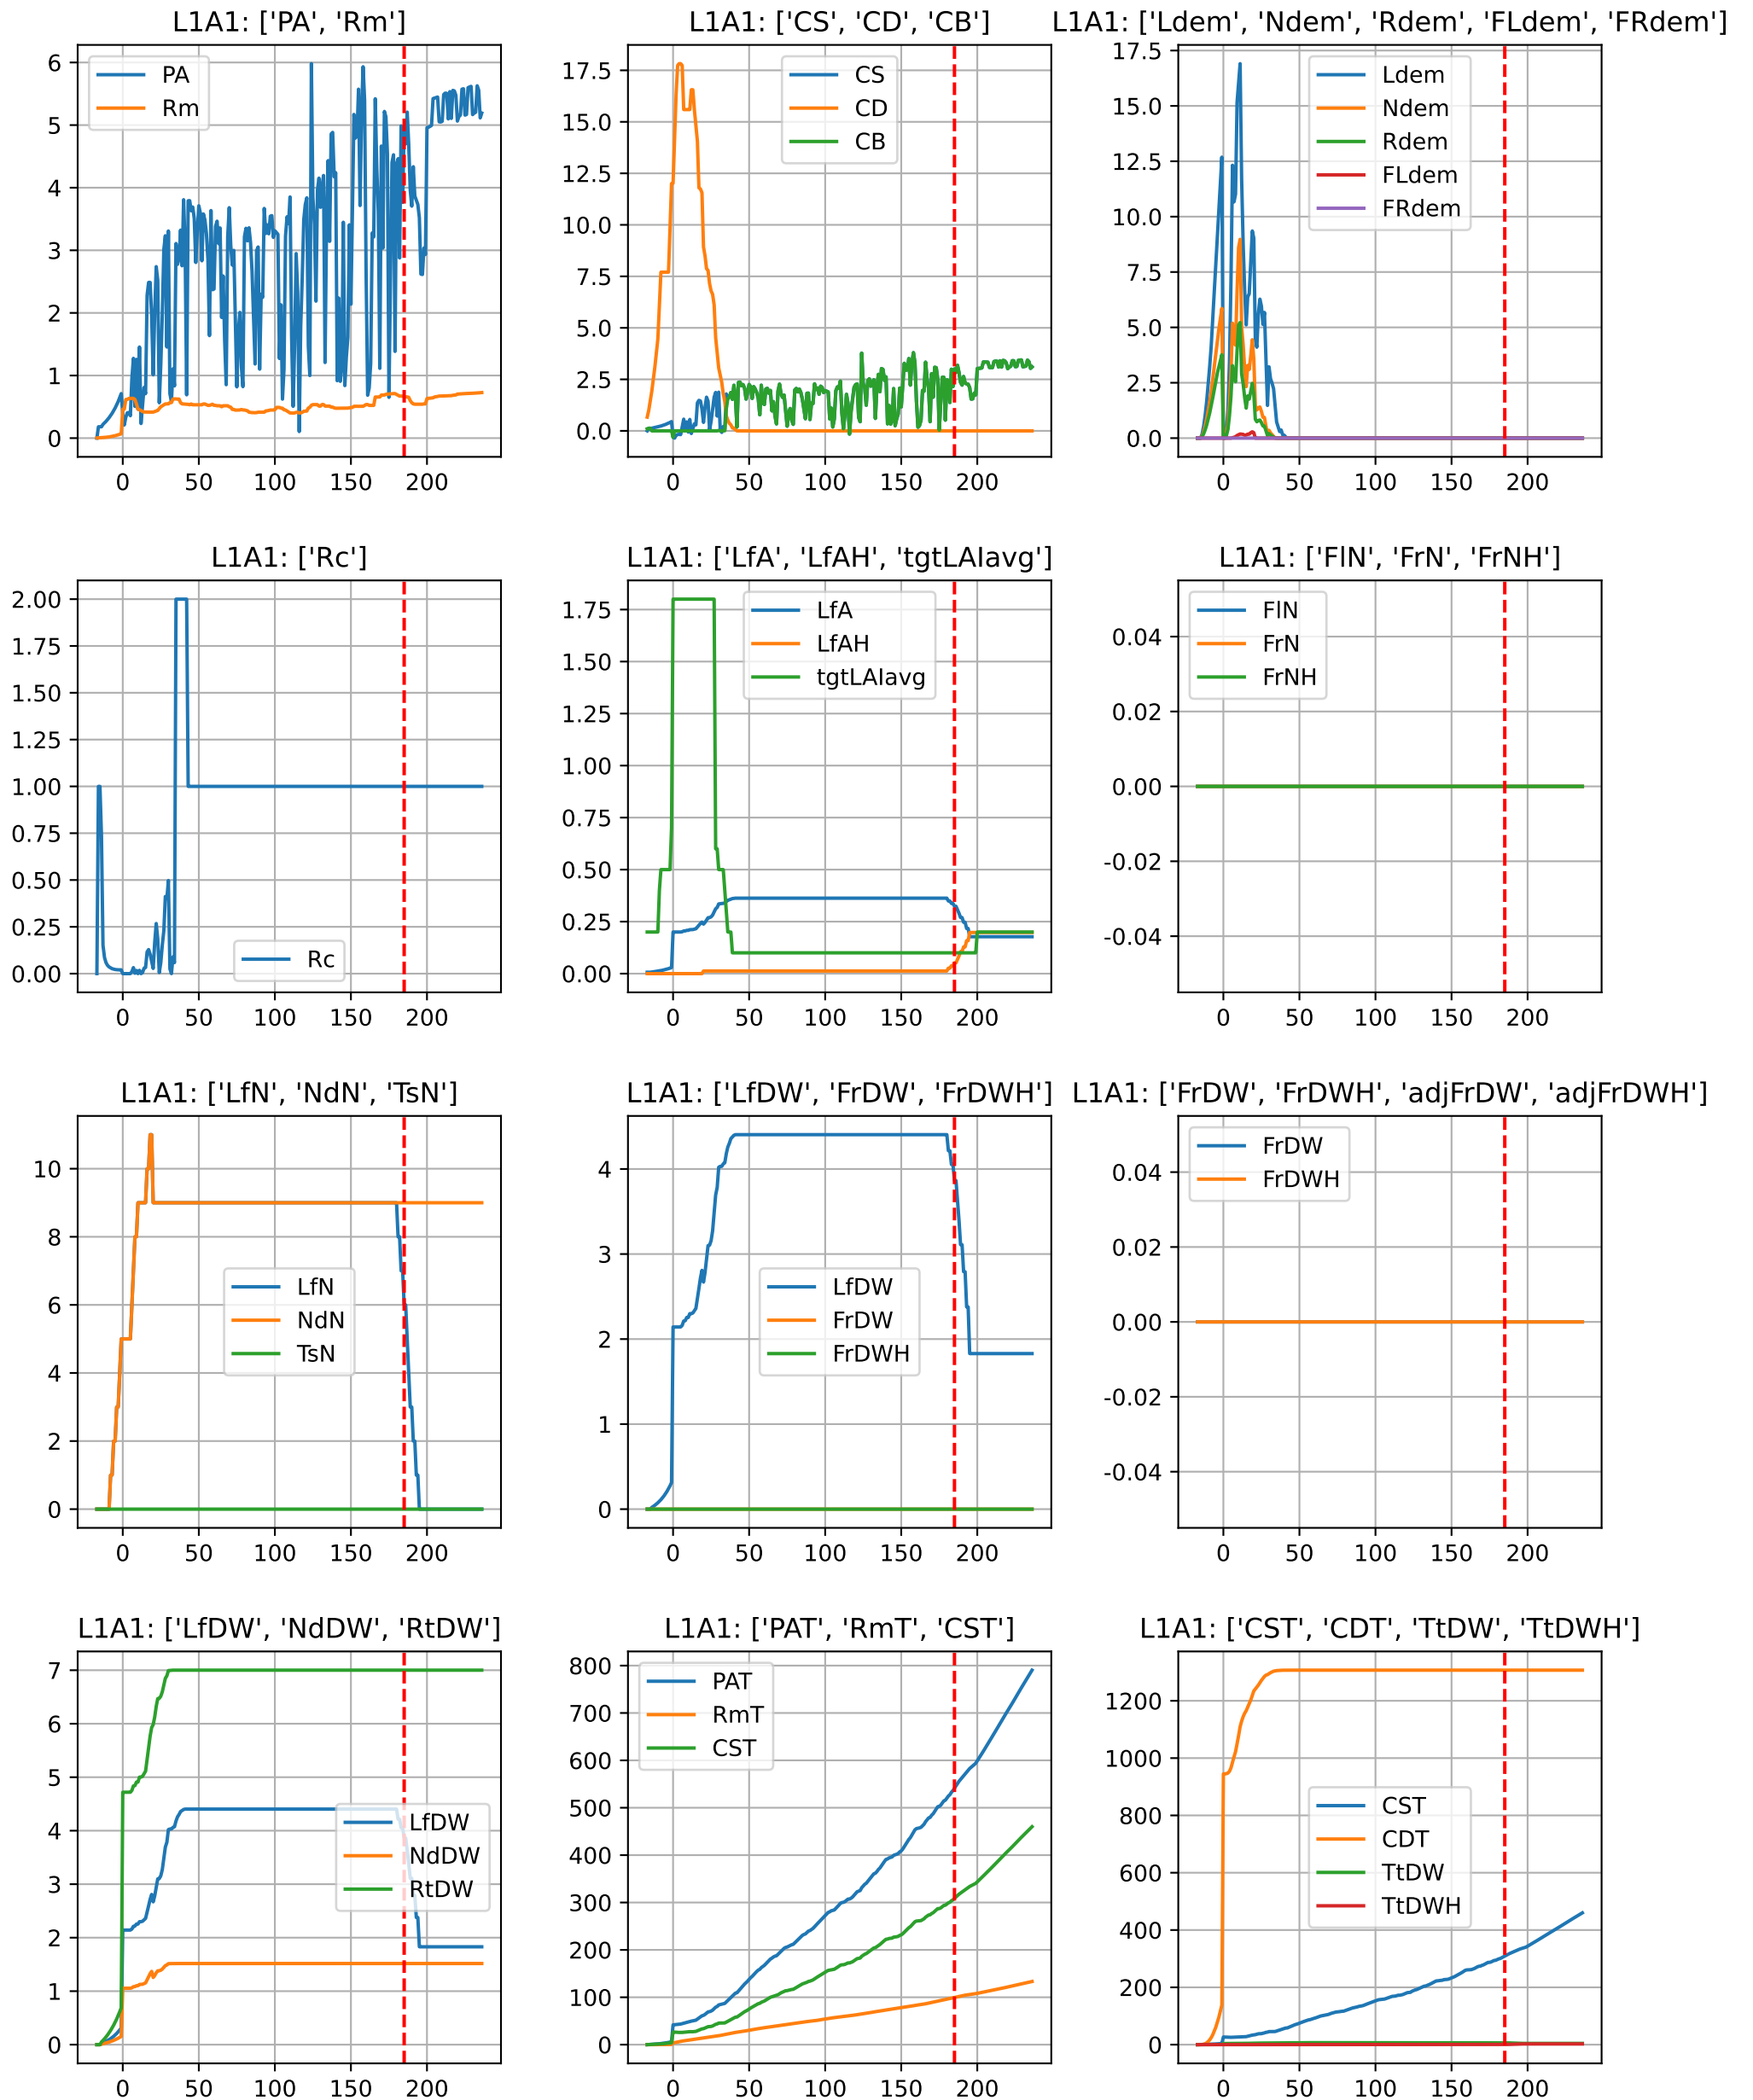 L1A1: ['PA', 'Rm']
6
5
4
3
2
1
0
PA
Rm
0 50 100 150 200
L1A1: ['CS', 'CD', 'CB']
17.5
15.0
12.5
10.0
7.5
5.0
2.5
0.0
CS
CD
CB
0 50 100 150 200
L1A1: ['Ldem', 'Ndem', 'Rdem', 'FLdem', 'FRdem']
17.5
15.0
12.5
10.0
7.5
5.0
2.5
0.0
Ldem
Ndem
Rdem
FLdem
FRdem
0 50 100 150 200
L1A1: ['Rc']
2.00
1.75
1.50
1.25
1.00
0.75
0.50
0.25
0.00
Rc
0 50 100 150 200
L1A1: ['LfA', 'LfAH', 'tgtLAIavg']
1.75
1.50
1.25
1.00
0.75
0.50
0.25
0.00
LfA
LfAH
tgtLAIavg
0 50 100 150 200
L1A1: ['FlN', 'FrN', 'FrNH']
0.04
0.02
0.00
-0.02
-0.04
FlN
FrN
FrNH
0 50 100 150 200
L1A1: ['LfN', 'NdN', 'TsN']
10
8
6
4
2
0
LfN
NdN
TsN
0 50 100 150 200
L1A1: ['LfDW', 'FrDW', 'FrDWH']
4
3
2
1
0
LfDW
FrDW
FrDWH
0 50 100 150 200
L1A1: ['FrDW', 'FrDWH', 'adjFrDW', 'adjFrDWH']
0.04
0.02
0.00
-0.02
-0.04
FrDW
FrDWH
0 50 100 150 200
L1A1: ['LfDW', 'NdDW', 'RtDW']
7
6
5
4
3
2
1
0
LfDW
NdDW
RtDW
0 50 100 150 200
L1A1: ['PAT', 'RmT', 'CST']
800
700
600
500
400
300
200
100
0
PAT
RmT
CST
0 50 100 150 200
L1A1: ['CST', 'CDT', 'TtDW', 'TtDWH']
1200
1000
800
600
400
200
0
CST
CDT
TtDW
TtDWH
0 50 100 150 200